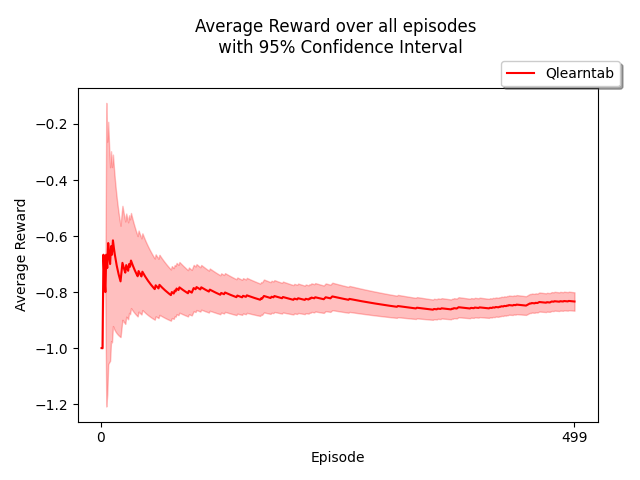 Average Reward over all episodes
with 95% Confidence Interval
Qlearntab
−0.2
−0.4
−0.6
−0.8
−1.0
−1.2
Average Reward
0
499
Episode